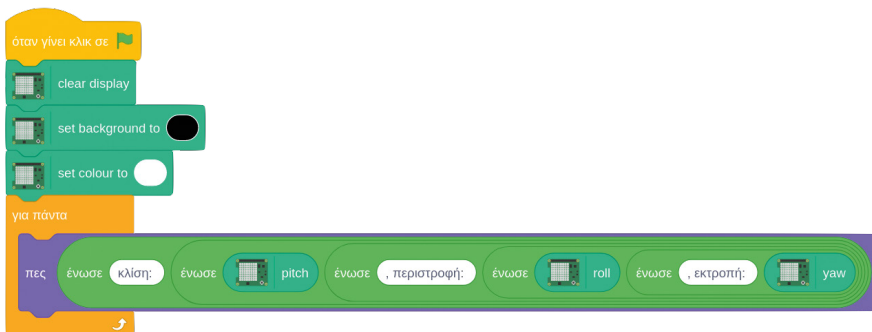 όταν γίνει κλικ σε
clear display
set background to
set colour to
για πάντα
πες ένωσε κλίση: ένωσε pitch ένωσε , περιστροφή: ένωσε roll ένωσε , εκτροπή: yaw